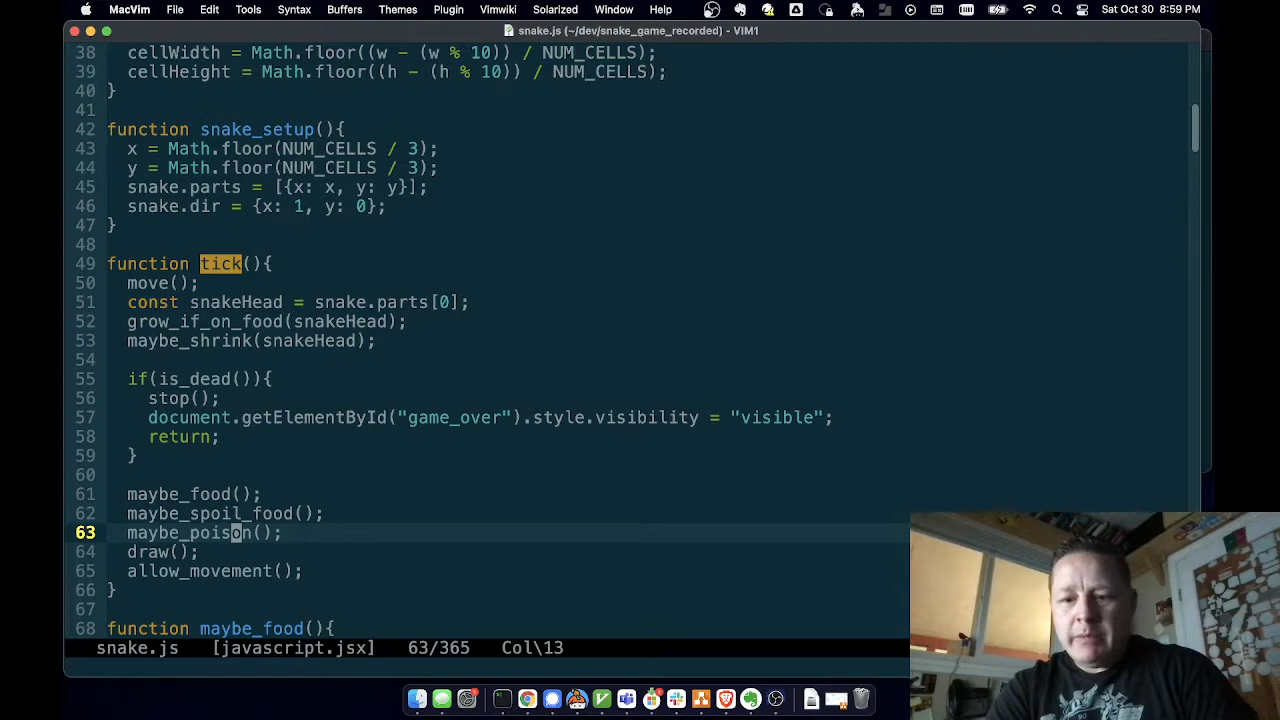 MacVim File Edit Tools Syntax Buffers Themes Plugin Vimwiki Solarized Window Help Sat Oct 30 8:59 PM
snake.js (~/dev/snake_game_recorded) - VIM1
38 cellWidth = Math.floor((w - (w % 10)) / NUM_CELLS);
39 cellHeight = Math.floor((h - (h % 10)) / NUM_CELLS);
40 }
41
42 function snake_setup(){
43 x = Math.floor(NUM_CELLS / 3);
44 y = Math.floor(NUM_CELLS / 3);
45 snake.parts = [{x: x, y: y}];
46 snake.dir = {x: 1, y: 0};
47 }
48
49 function tick(){
50 move();
51 const snakeHead = snake.parts[0];
52 grow_if_on_food(snakeHead);
53 maybe_shrink(snakeHead);
54
55 if(is_dead()){
56 stop();
57 document.getElementById("game_over").style.visibility = "visible";
58 return;
59 }
60
61 maybe_food();
62 maybe_spoil_food();
63 maybe_poison();
64 draw();
65 allow_movement();
66 }
67
68 function maybe_food(){
snake.js [javascript.jsx] 63/365 Col\13